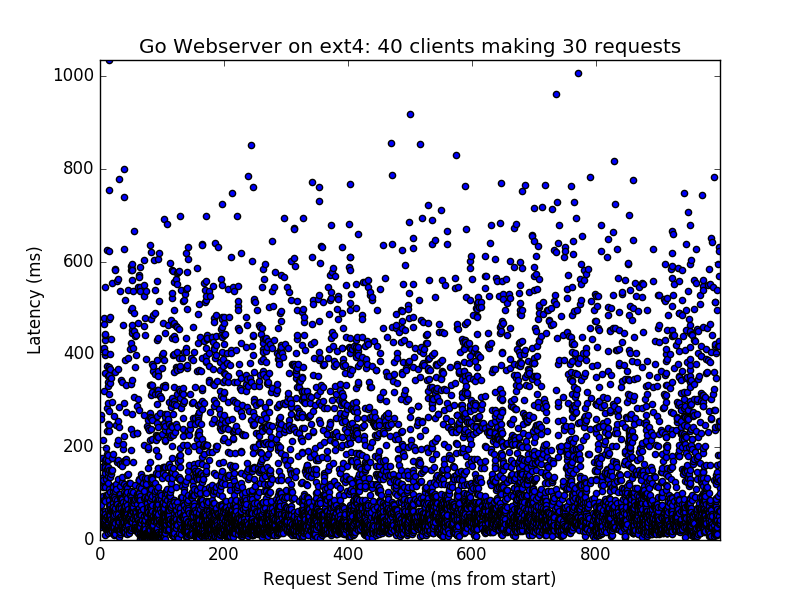 Go Webserver on ext4: 40 clients making 30 requests
1000
800
600
400
200
0
Latency (ms)
0 200 400 600 800
Request Send Time (ms from start)